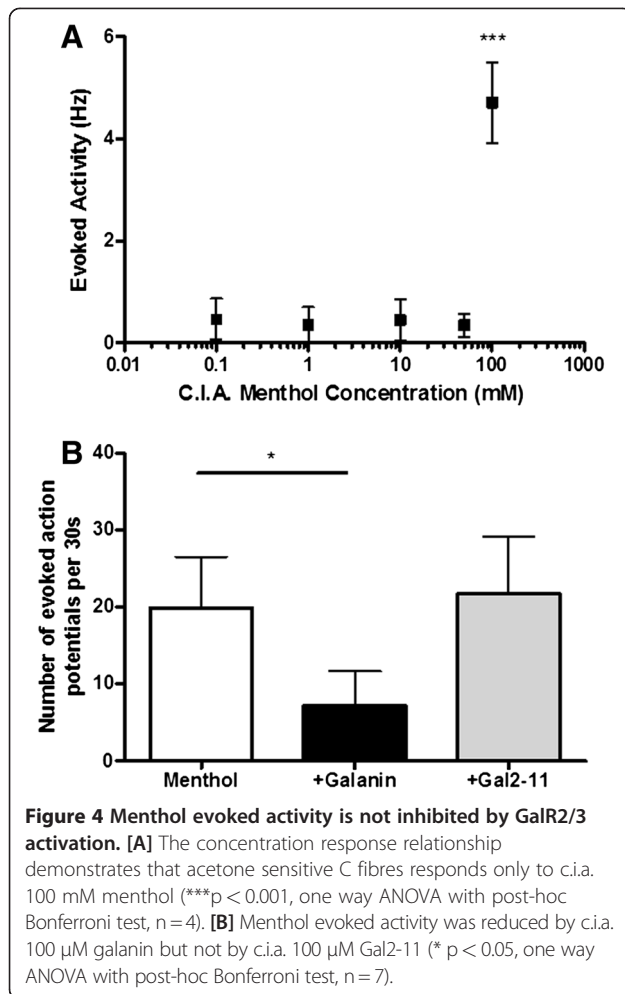 A
***
6
4
2
0
Evoked Activity (Hz)
0.01 0.1 1 10 100 1000
C.I.A. Menthol Concentration (mM)
B
*
40
30
20
10
0
Number of evoked action
potentials per 30s
Menthol +Galanin +Gal2-11
Figure 4 Menthol evoked activity is not inhibited by GalR2/3
activation. [A] The concentration response relationship
demonstrates that acetone sensitive C fibres responds only to c.i.a.
100 mM menthol (***p < 0.001, one way ANOVA with post-hoc
Bonferroni test, n = 4). [B] Menthol evoked activity was reduced by c.i.a.
100 μM galanin but not by c.i.a. 100 μM Gal2-11 (* p < 0.05, one way
ANOVA with post-hoc Bonferroni test, n = 7).